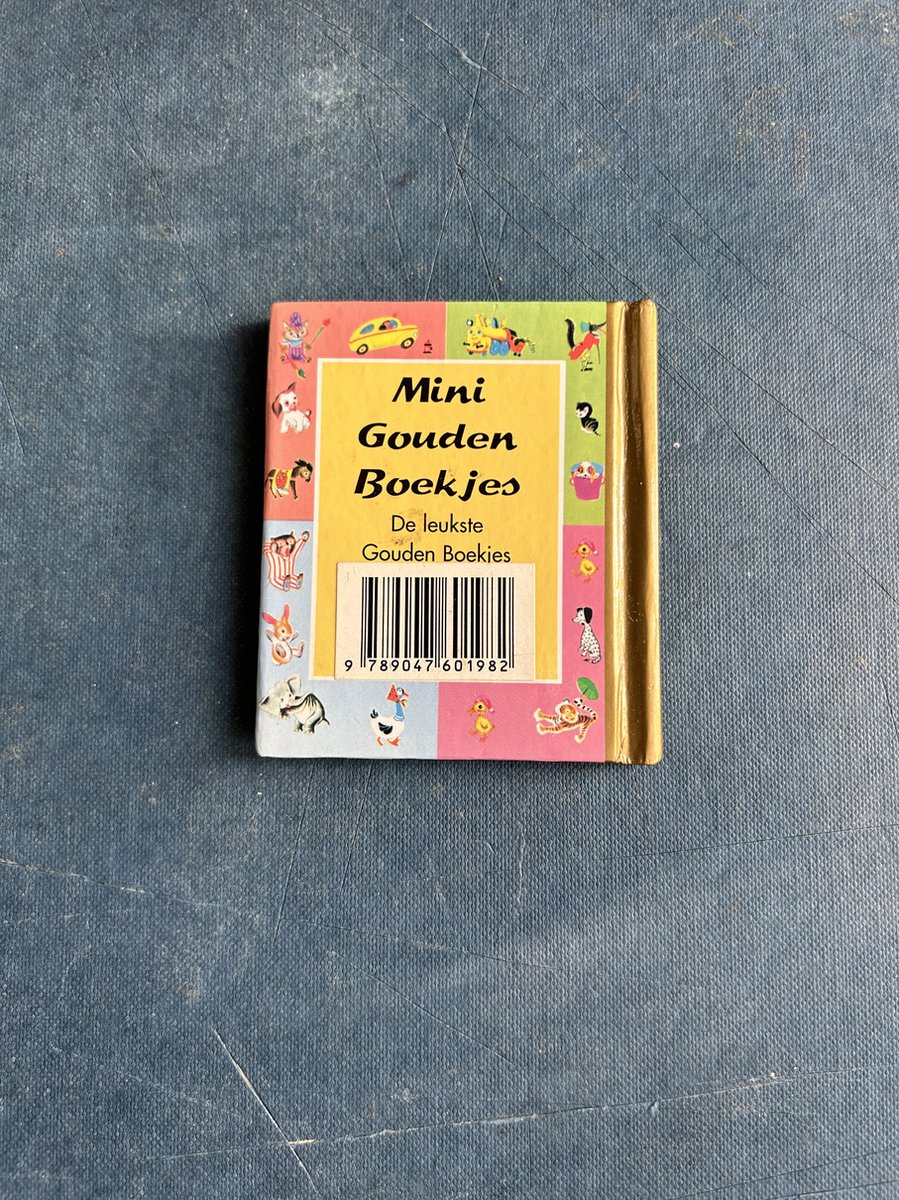 Mini
Gouden
Boekjes
De leukste
Gouden Boekjes
9 789047 601982